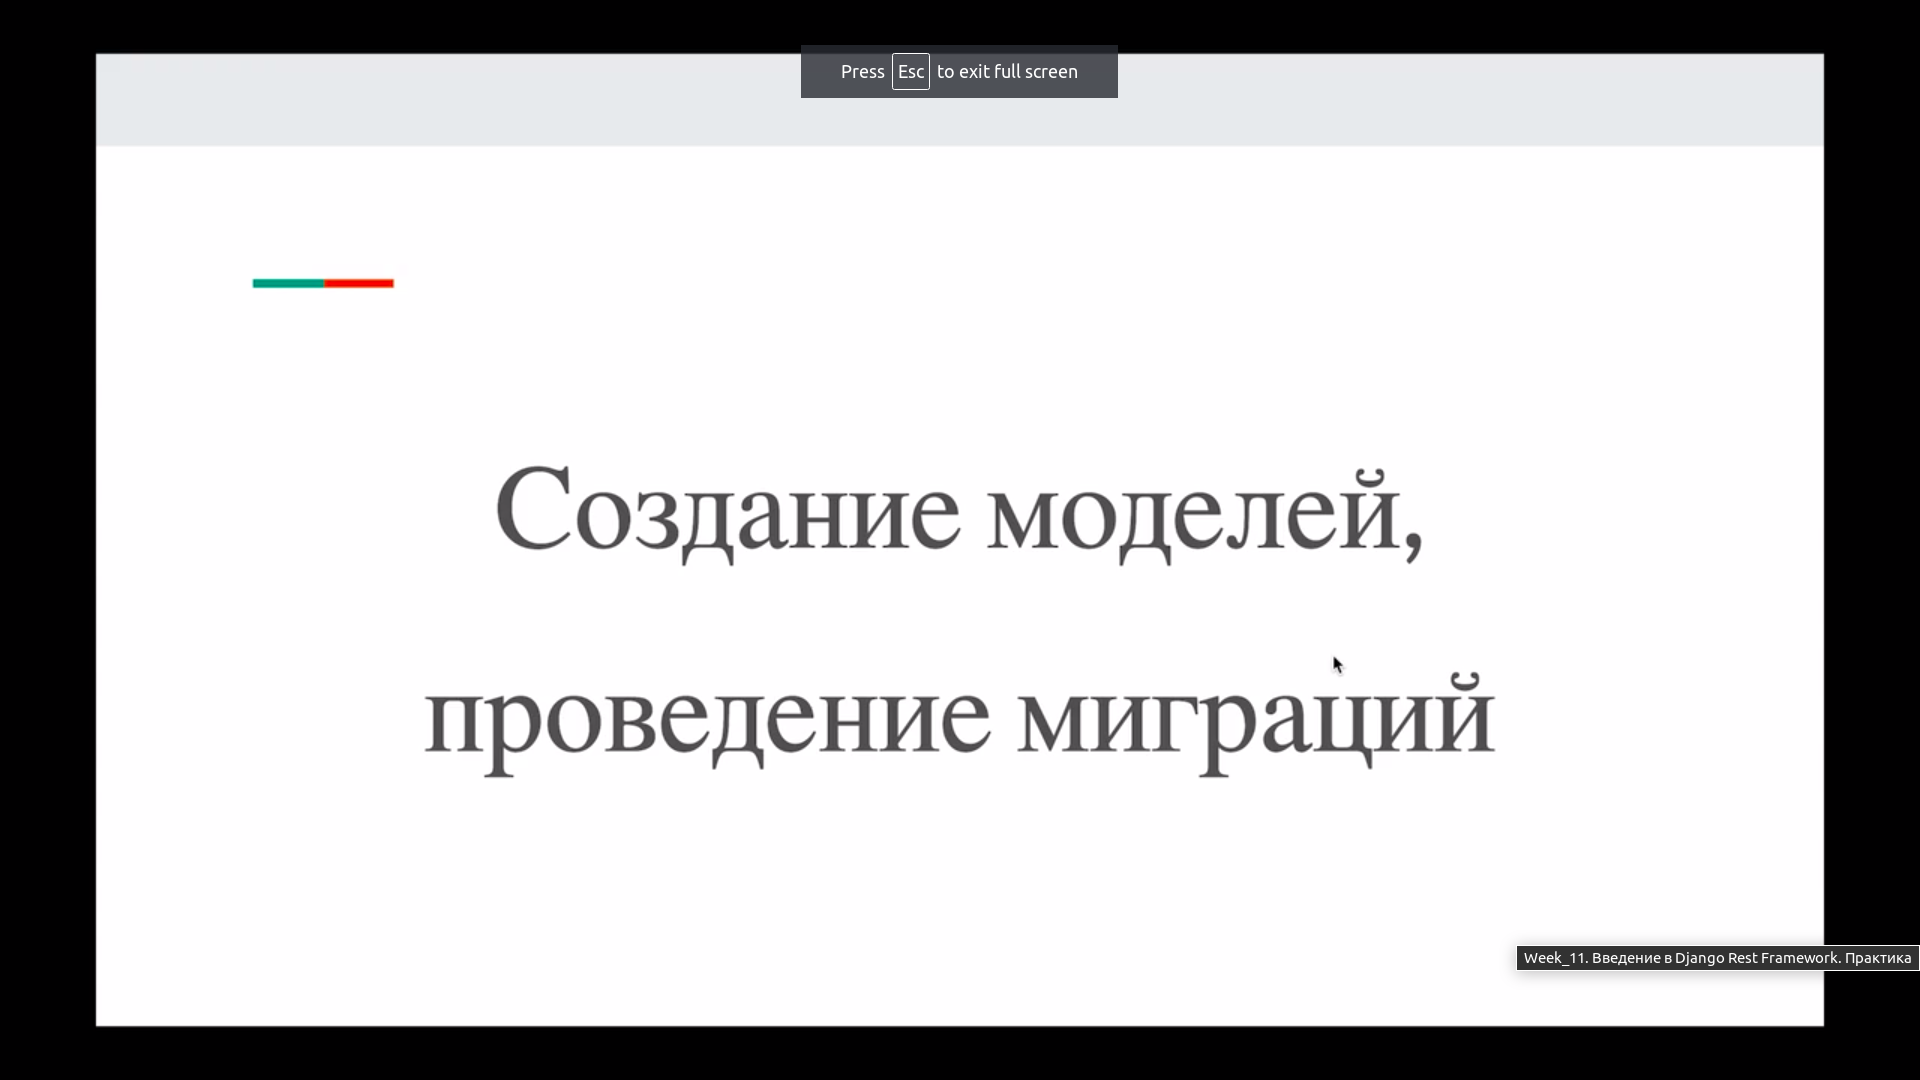 Press Esc to exit full screen
Создание моделей,
проведение миграций
Week_11. Введение в Django Rest Framework. Практика